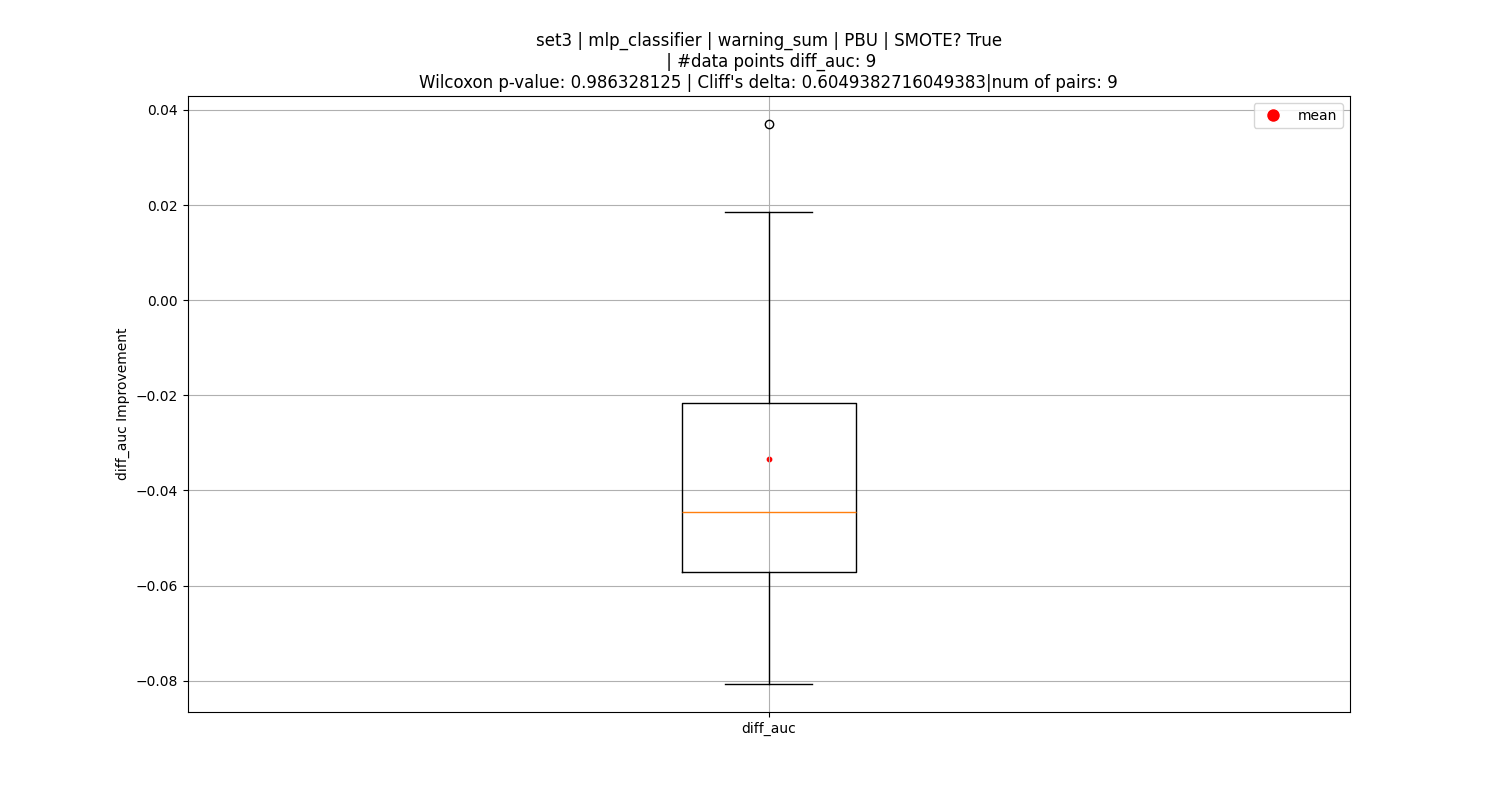 set3 | mlp_classifier | warning_sum | PBU | SMOTE? True
| #data points diff_auc: 9
Wilcoxon p-value: 0.986328125 | Cliff's delta: 0.6049382716049383|num of pairs: 9
mean
0.04
0.02
0.00
−0.02
−0.04
−0.06
−0.08
diff_auc Improvement
diff_auc